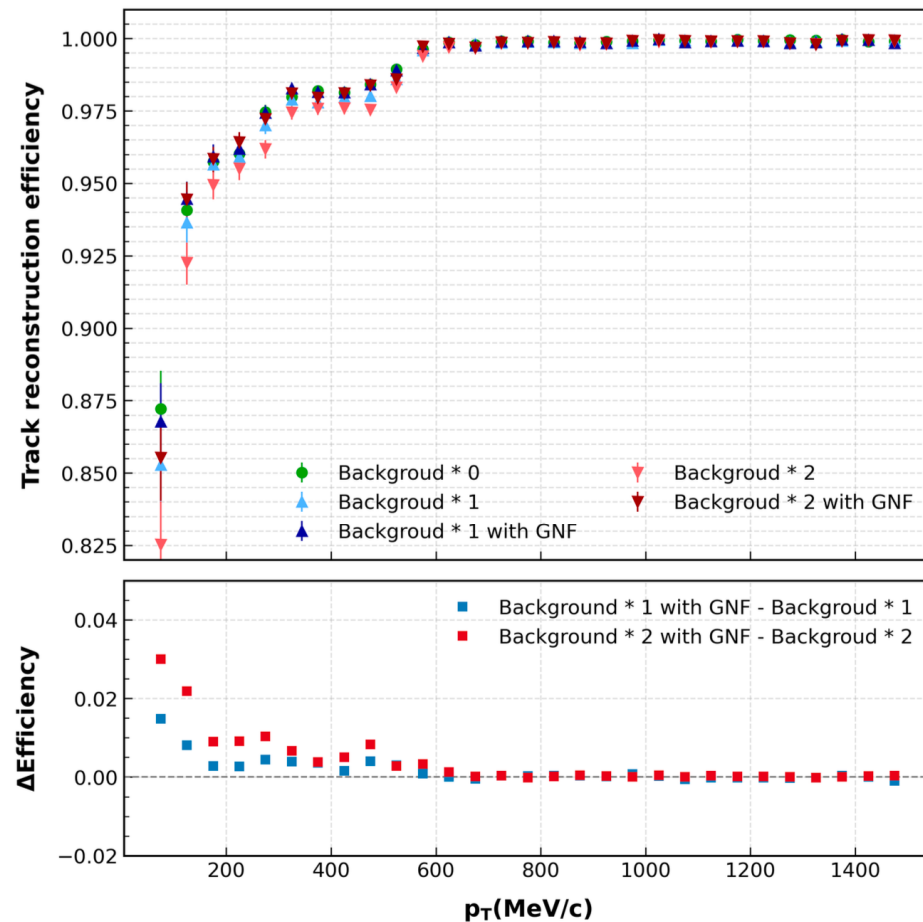 Track reconstruction efficiency
1.000
0.975
0.950
0.925
0.900
0.875
0.850
0.825
Backgroud * 0
Backgroud * 1
Backgroud * 1 with GNF
Backgroud * 2
Backgroud * 2 with GNF
ΔEfficiency
0.04
0.02
0.00
−0.02
Background * 1 with GNF - Backgroud * 1
Background * 2 with GNF - Backgroud * 2
200 400 600 800 1000 1200 1400
pT(MeV/c)